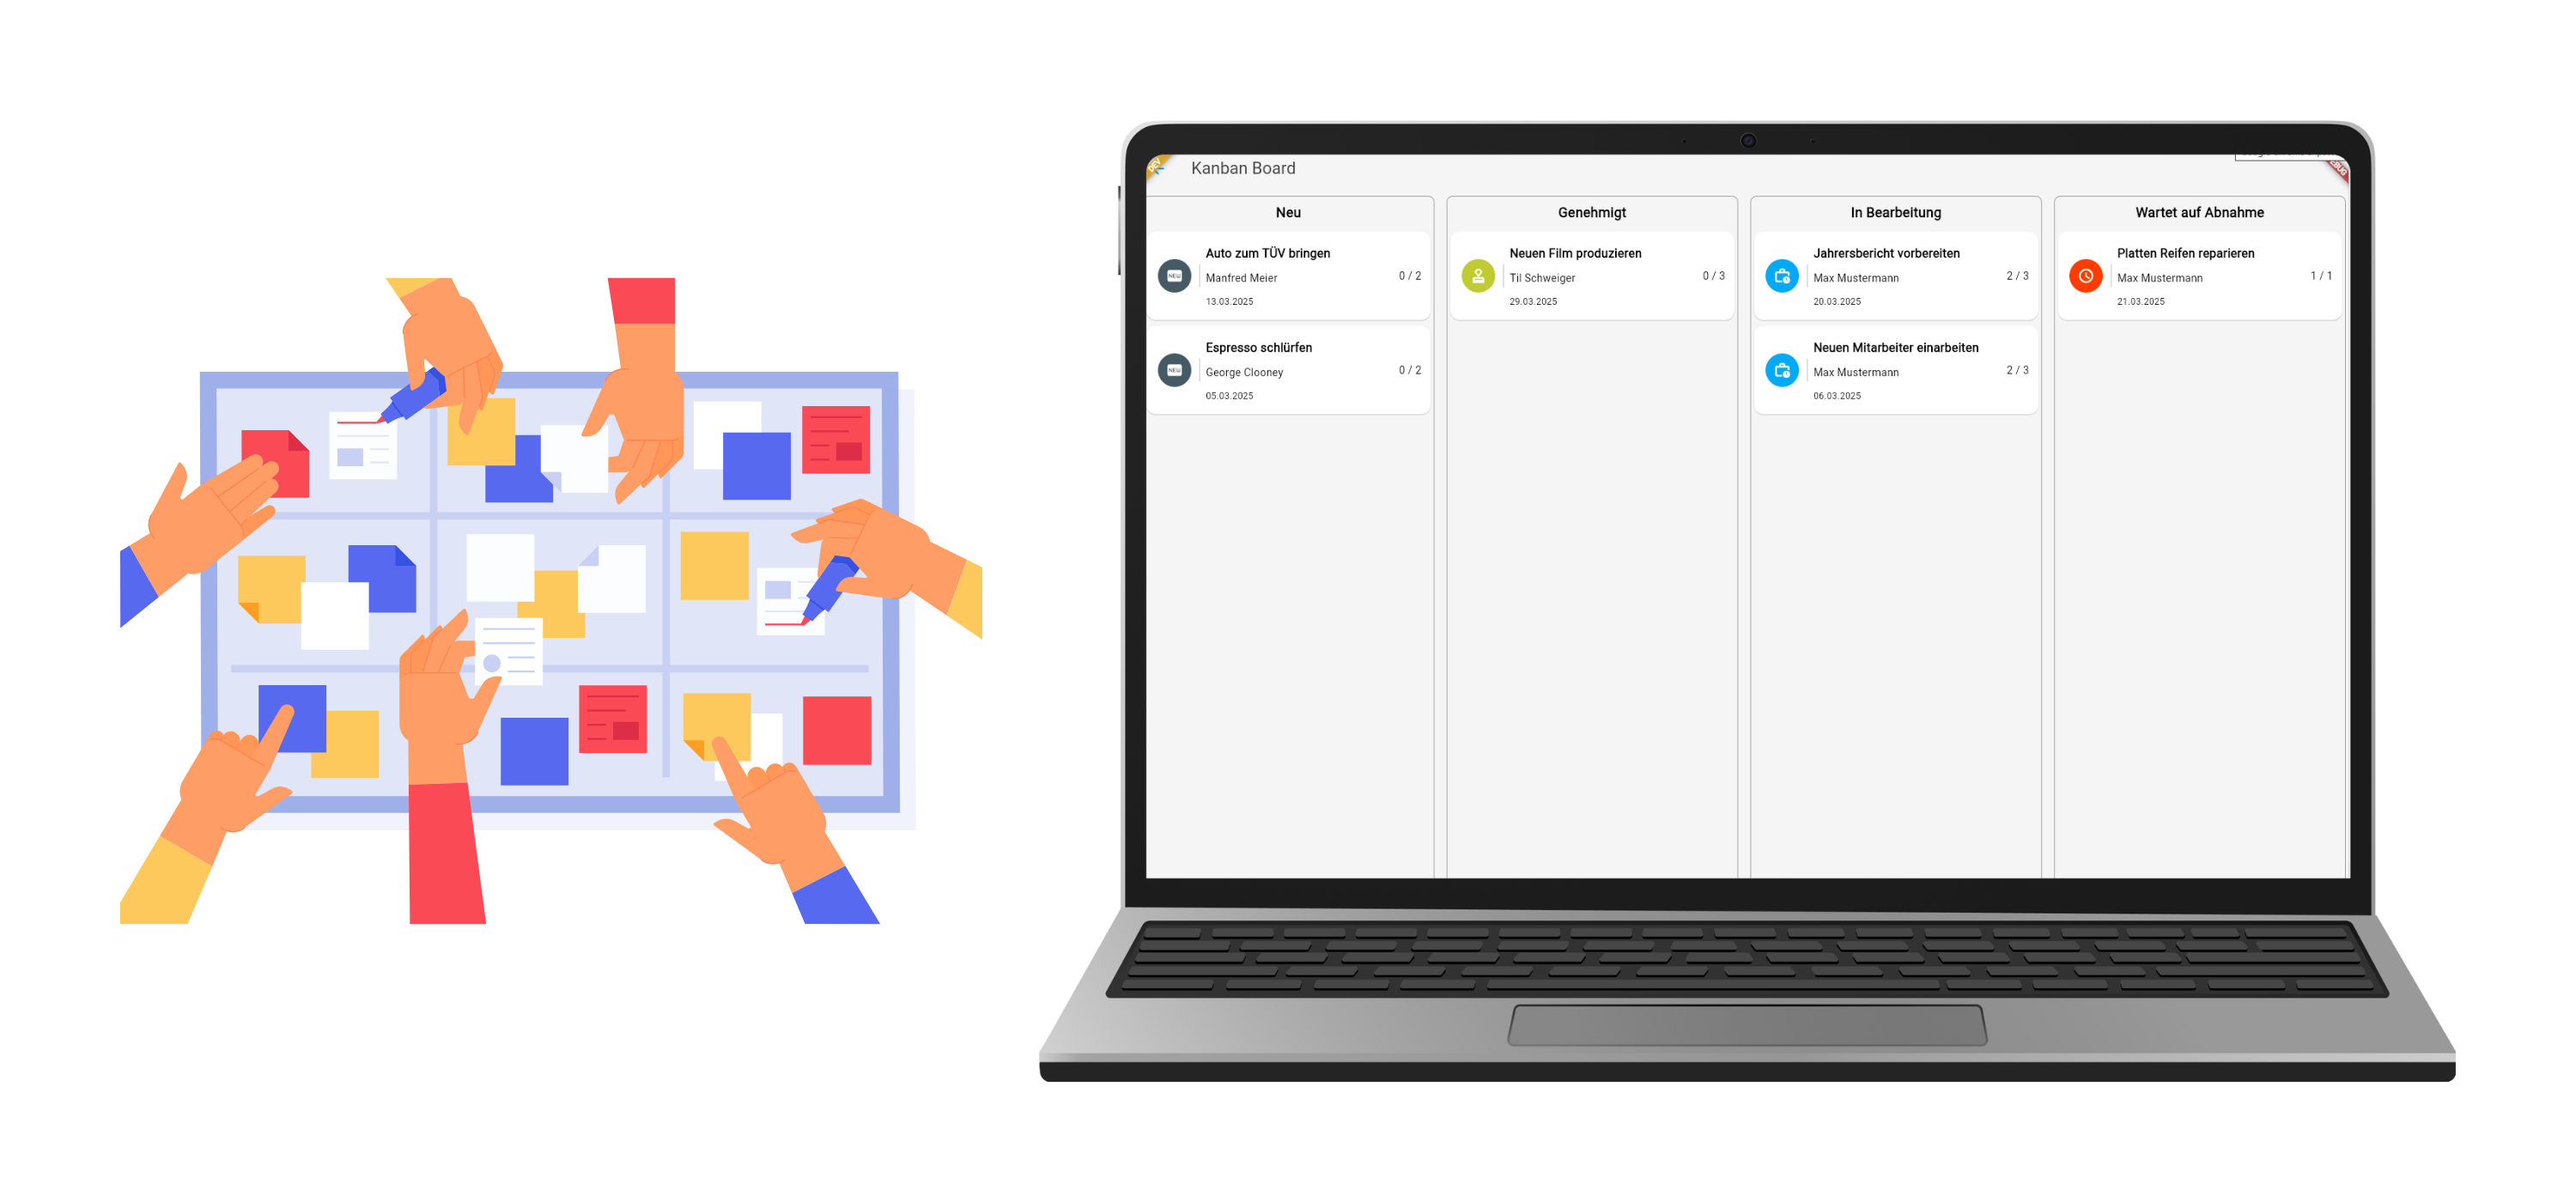 Kanban Board
Neu
Auto zum TÜV bringen
Manfred Meier
0 / 2
13.03.2025
NEW
Espresso schlürfen
George Clooney
0 / 2
05.03.2025
NEW
Genehmigt
Neuen Film produzieren
Til Schweiger
0 / 3
29.03.2025
In Bearbeitung
Jahrersbericht vorbereiten
Max Mustermann
2 / 3
20.03.2025
Neuen Mitarbeiter einarbeiten
Max Mustermann
2 / 3
06.03.2025
Wartet auf Abnahme
Platten Reifen reparieren
Max Mustermann
1 / 1
21.03.2025